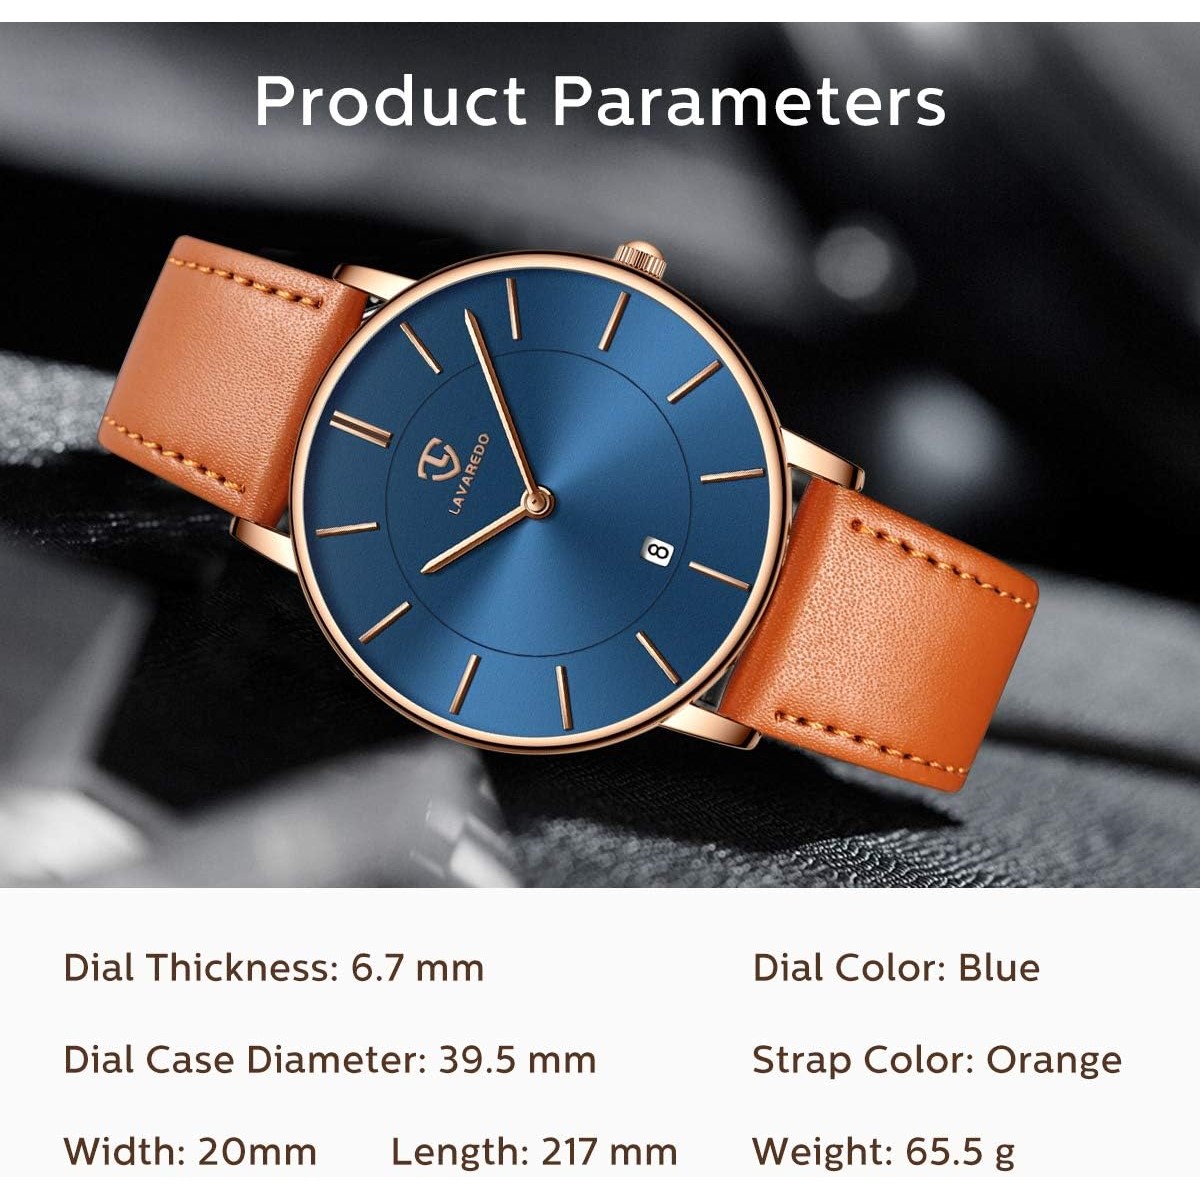 Product Parameters
LAVAREDO
8
Dial Thickness: 6.7 mm
Dial Color: Blue
Dial Case Diameter: 39.5 mm
Strap Color: Orange
Width: 20mm
Length: 217 mm
Weight: 65.5 g